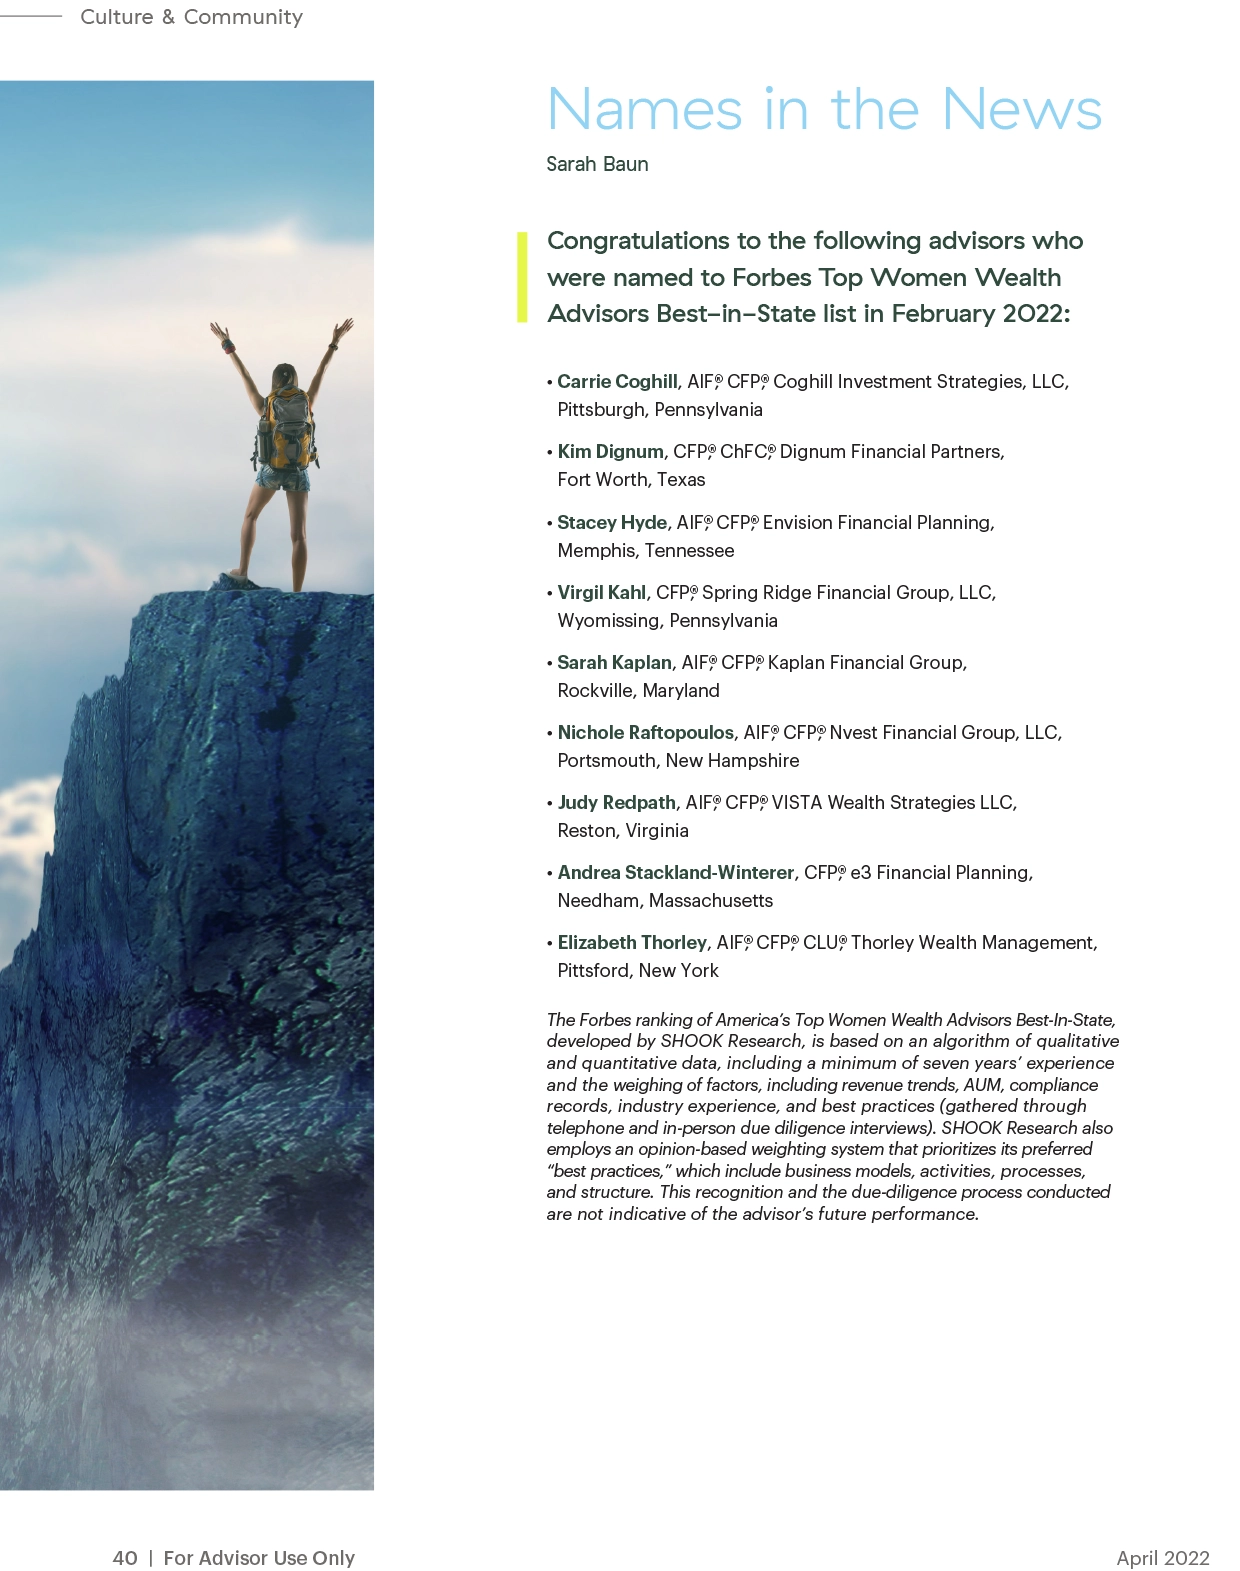 Culture & Community
Names in the News
Sarah Baun
Congratulations to the following advisors who
were named to Forbes Top Women Wealth
Advisors Best-in-State list in February 2022:
• Carrie Coghill, AIF®, CFP®, Coghill Investment Strategies, LLC,
Pittsburgh, Pennsylvania
• Kim Dignum, CFP®, ChFC®, Dignum Financial Partners,
Fort Worth, Texas
• Stacey Hyde, AIF®, CFP®, Envision Financial Planning,
Memphis, Tennessee
• Virgil Kahl, CFP®, Spring Ridge Financial Group, LLC,
Wyomissing, Pennsylvania
• Sarah Kaplan, AIF®, CFP®, Kaplan Financial Group,
Rockville, Maryland
• Nichole Raftopoulos, AIF®, CFP®, Nvest Financial Group, LLC,
Portsmouth, New Hampshire
• Judy Redpath, AIF®, CFP®, VISTA Wealth Strategies LLC,
Reston, Virginia
• Andrea Stackland-Winterer, CFP®, e3 Financial Planning,
Needham, Massachusetts
• Elizabeth Thorley, AIF®, CFP®, CLU®, Thorley Wealth Management,
Pittsford, New York
The Forbes ranking of America’s Top Women Wealth Advisors Best-In-State,
developed by SHOOK Research, is based on an algorithm of qualitative
and quantitative data, including a minimum of seven years’ experience
and the weighing of factors, including revenue trends, AUM, compliance
records, industry experience, and best practices (gathered through
telephone and in-person due diligence interviews). SHOOK Research also
employs an opinion-based weighting system that prioritizes its preferred
“best practices,” which include business models, activities, processes,
and structure. This recognition and the due-diligence process conducted
are not indicative of the advisor’s future performance.
40 | For Advisor Use Only
April 2022